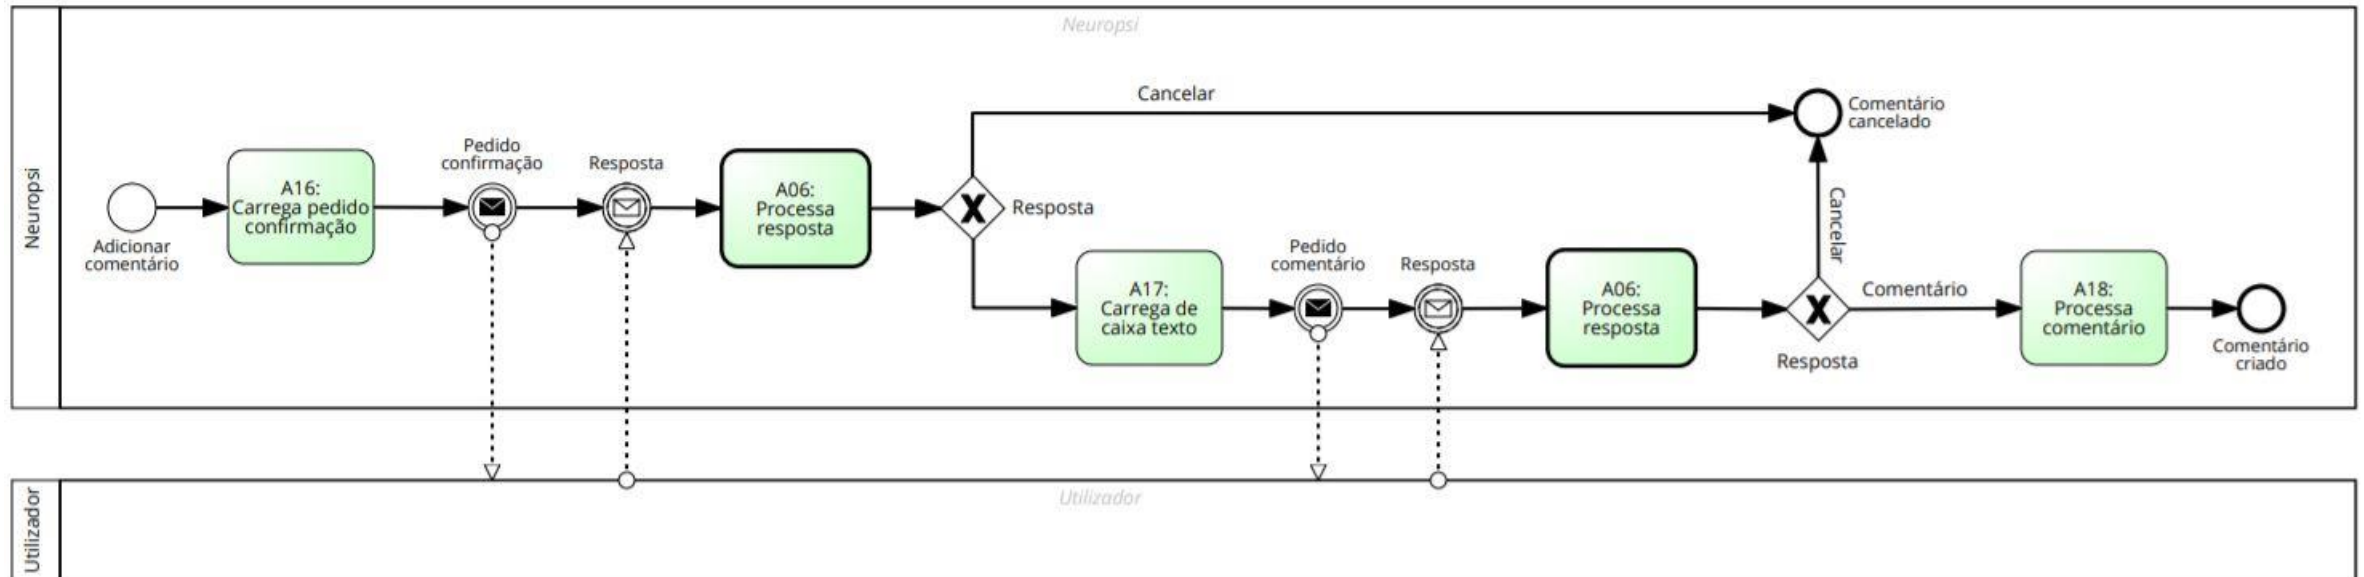 Neuropsi
Neuropsi
Adicionar
comentário
A16:
Carrega pedido
confirmação
Pedido
confirmação
Resposta
A06:
Processa
resposta
Resposta
Cancelar
Comentário
cancelado
A17:
Carrega de
caixa texto
Pedido
comentário
Resposta
A06:
Processa
resposta
Resposta
Cancelar
Comentário
A18:
Processa
comentário
Comentário
criado
Utilizador
Utilizador